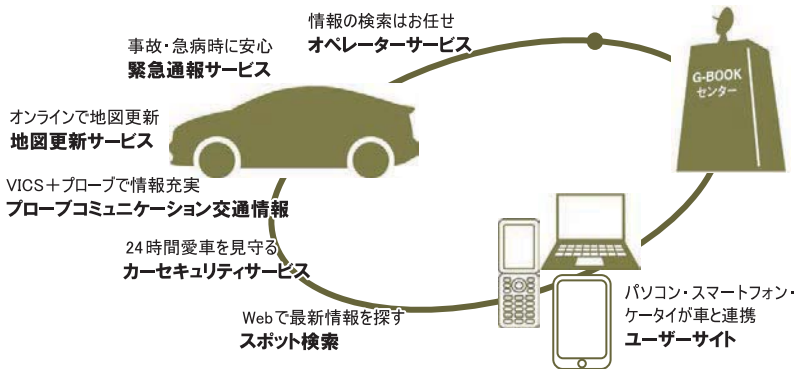 情報の検索はお任せ
オペレーターサービス
事故・急病時に安心
緊急通報サービス
G-BOOK
センター
オンラインで地図更新
地図更新サービス
VICS＋プローブで情報充実
プローブコミュニケーション交通情報
24時間愛車を見守る
カーセキュリティサービス
Webで最新情報を探す
スポット検索
パソコン・スマートフォン・
ケータイが車と連携
ユーザーサイト